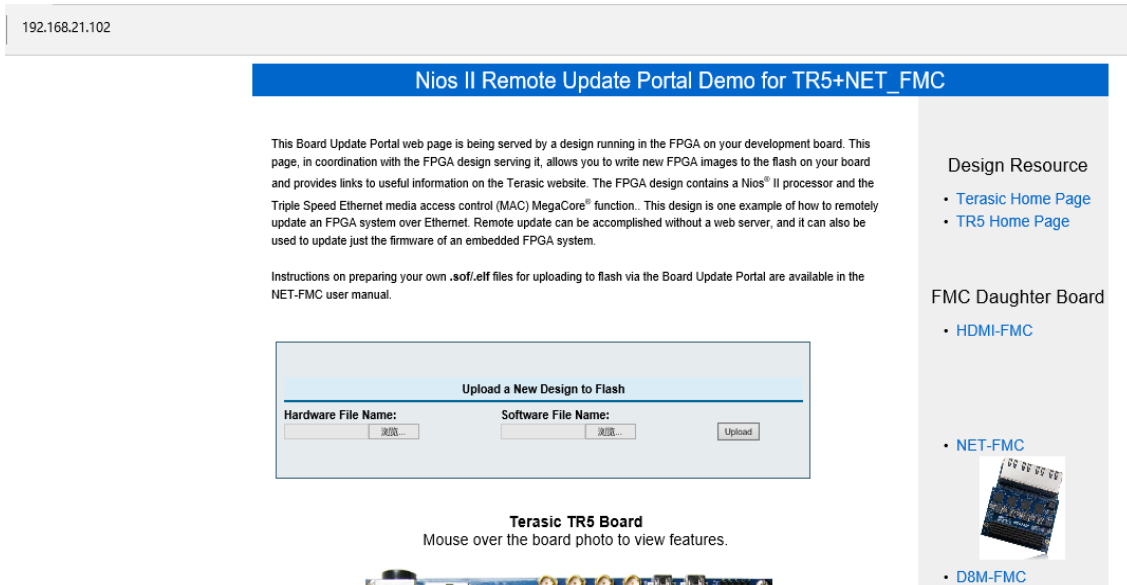 192.168.21.102
Nios II Remote Update Portal Demo for TR5+NET_FMC
This Board Update Portal web page is being served by a design running in the FPGA on your development board. This
page, in coordination with the FPGA design serving it, allows you to write new FPGA images to the flash on your board
and provides links to useful information on the Terasic website. The FPGA design contains a Nios® II processor and the
Triple Speed Ethernet media access control (MAC) MegaCore® function.. This design is one example of how to remotely
update an FPGA system over Ethernet. Remote update can be accomplished without a web server, and it can also be
used to update just the firmware of an embedded FPGA system.
Instructions on preparing your own .sof/.elf files for uploading to flash via the Board Update Portal are available in the
NET-FMC user manual.
Upload a New Design to Flash
Hardware File Name:
浏览...
Software File Name:
浏览...
Upload
Terasic TR5 Board
Mouse over the board photo to view features.
Design Resource
• Terasic Home Page
• TR5 Home Page
FMC Daughter Board
• HDMI-FMC
• NET-FMC
• D8M-FMC